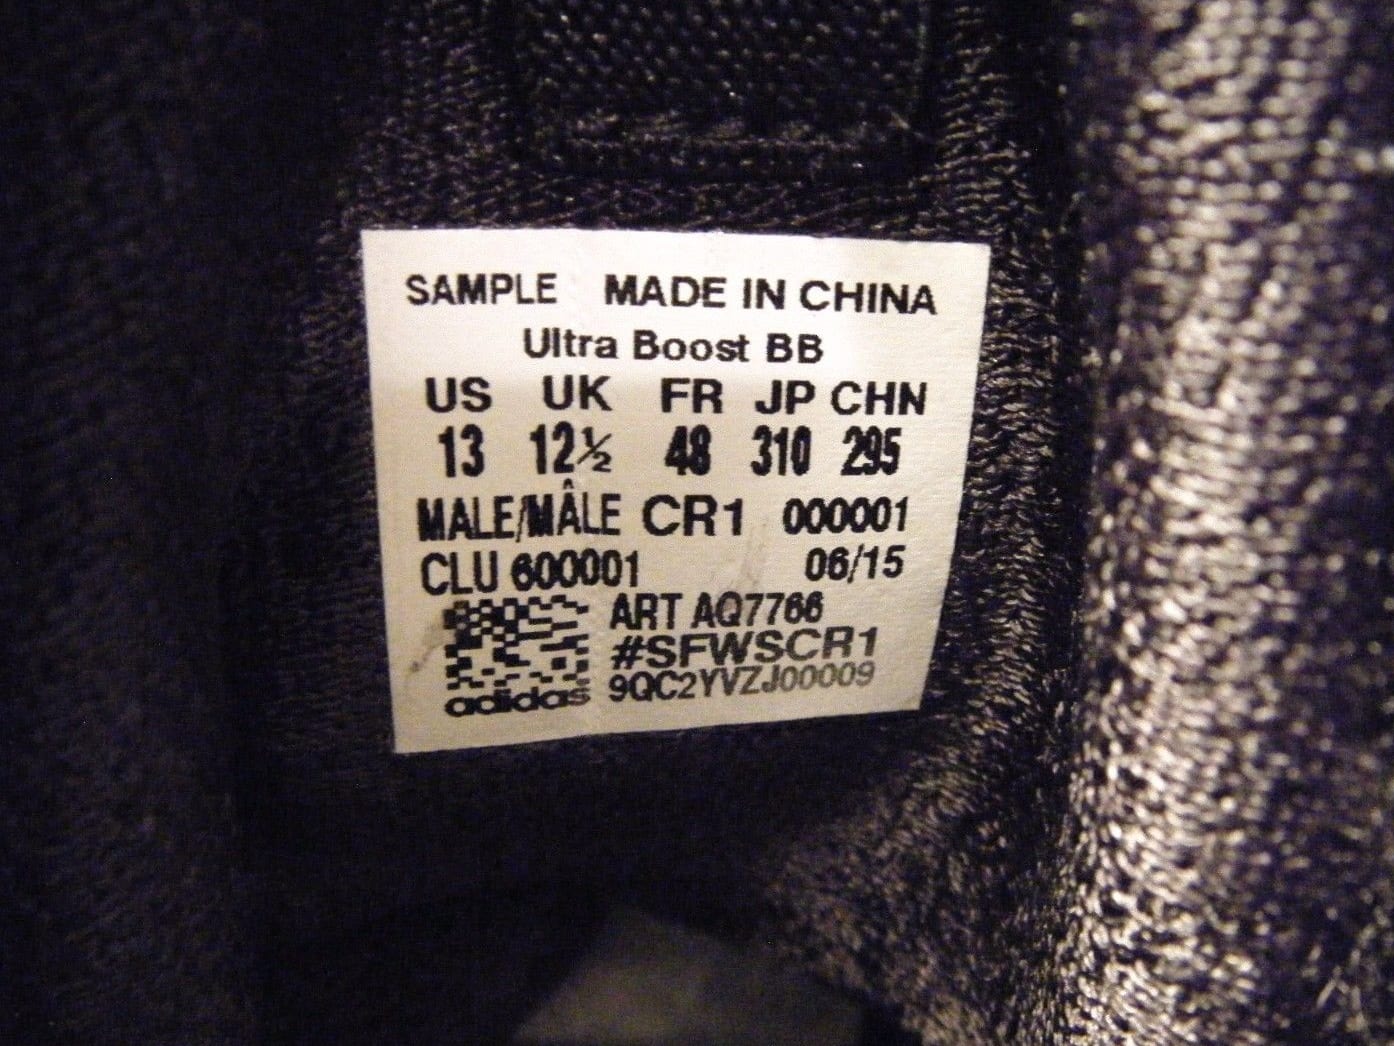 SAMPLE MADE IN CHINA
Ultra Boost BB
US UK FR JP CHN
13 12½ 48 310 295
MALE/MÂLE CR1 000001
CLU 600001 06/15
ART AQ7766
#SFWSCR1
9QC2YVZJ00009
adidas